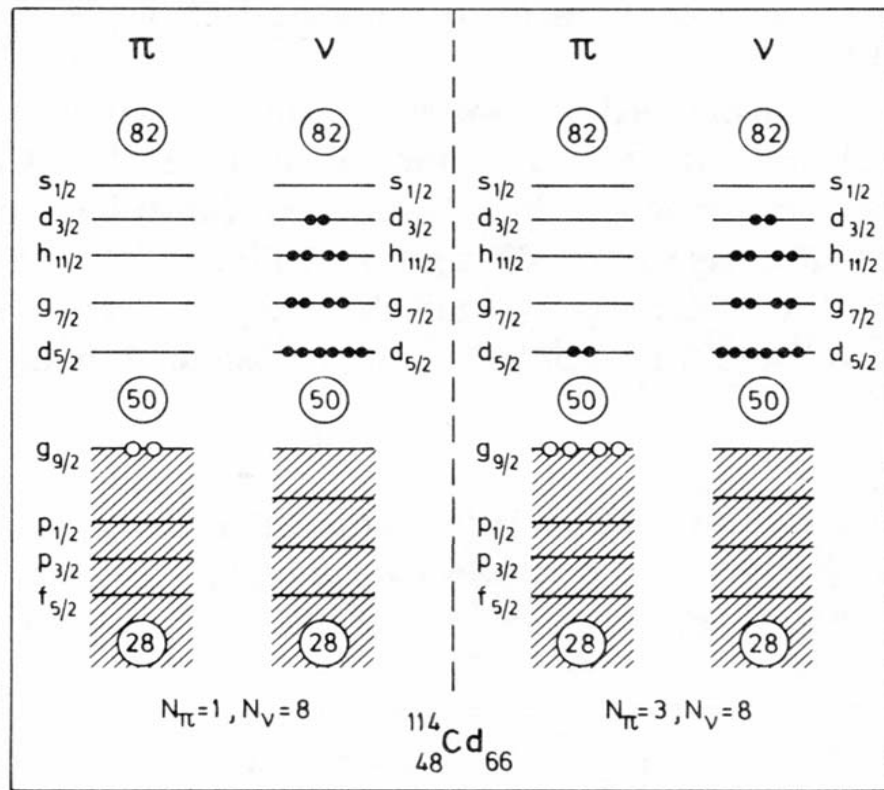 π ν π ν
82 82 82 82
s1/2 s1/2 s1/2 s1/2
d3/2 d3/2 d3/2 d3/2
h11/2 h11/2 h11/2 h11/2
g7/2 g7/2 g7/2 g7/2
d5/2 d5/2 d5/2 d5/2
50 50 50 50
g9/2 g9/2
p1/2 p1/2
p3/2 p3/2
f5/2 f5/2
28 28 28 28
Nπ=1, Nν=8 Nπ=3, Nν=8
114 48 Cd 66